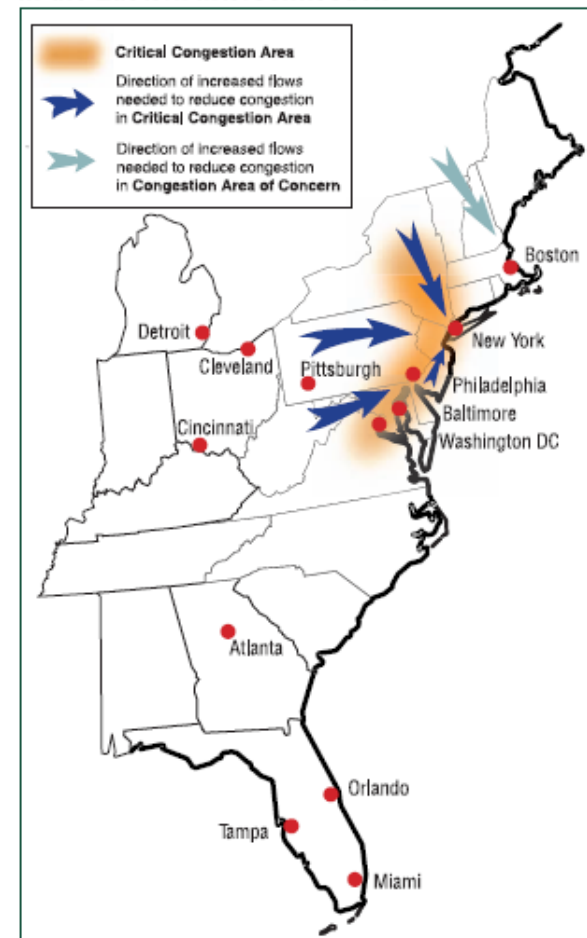 Critical Congestion Area
Direction of increased flows
needed to reduce congestion
in Critical Congestion Area
Direction of increased flows
needed to reduce congestion
in Congestion Area of Concern
Boston
New York
Detroit
Cleveland
Pittsburgh
Philadelphia
Baltimore
Washington DC
Cincinnati
Atlanta
Orlando
Tampa
Miami